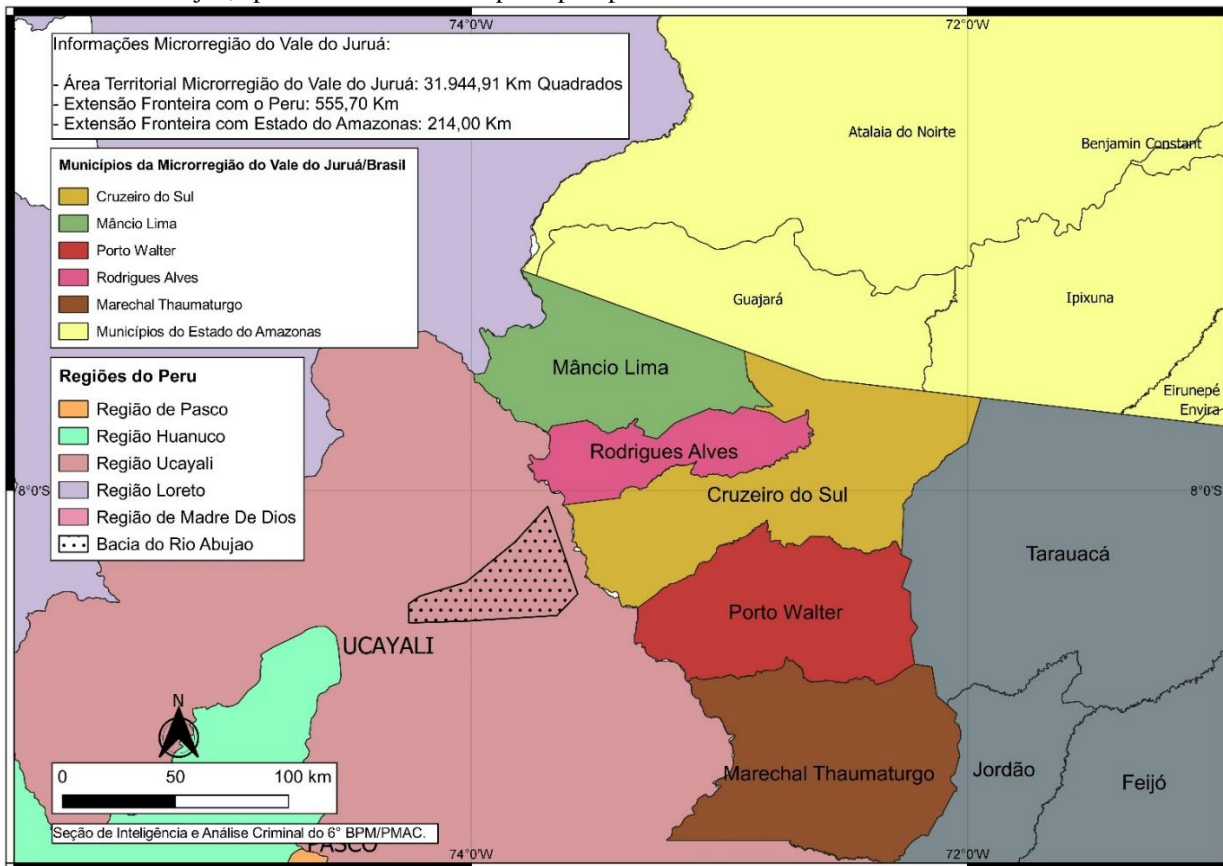 74°0'W
72°0'W
Informações Microrregião do Vale do Juruá:
- Área Territorial Microrregião do Vale do Juruá: 31.944,91 Km Quadrados
- Extensão Fronteira com o Peru: 555,70 Km
- Extensão Fronteira com Estado do Amazonas: 214,00 Km
Atalaia do Noirte
Benjamin Constant
Municípios da Microrregião do Vale do Juruá/Brasil
Cruzeiro do Sul
Mâncio Lima
Porto Walter
Rodrigues Alves
Marechal Thaumaturgo
Municípios do Estado do Amazonas
Guajará
Ipixuna
Regiões do Peru
Região de Pasco
Região Huanuco
Região Ucayali
Região Loreto
Região de Madre De Dios
Bacia do Rio Abujao
Mâncio Lima
Eirunepé
Envira
Rodrigues Alves
8°0'S
Cruzeiro do Sul
8°0'S
Tarauacá
Porto Walter
UCAYALI
N
0 50 100 km
Marechal Thaumaturgo
Jordão
Feijó
Seção de Inteligência e Análise Criminal do 6° BPM/PMAC.
PASCO
74°0'W
72°0'W